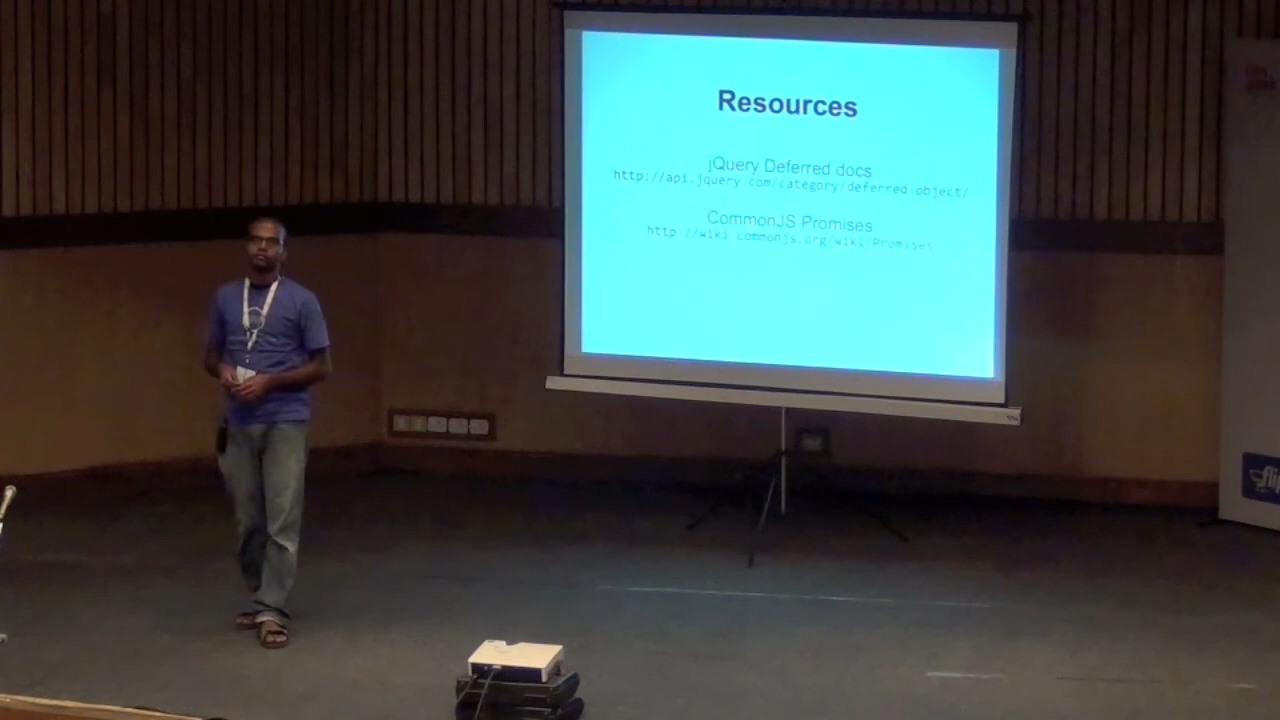 Resources
jQuery Deferred docs
http://api.jquery.com/category/deferred-object/
CommonJS Promises
http://wiki.commonjs.org/wiki/Promises